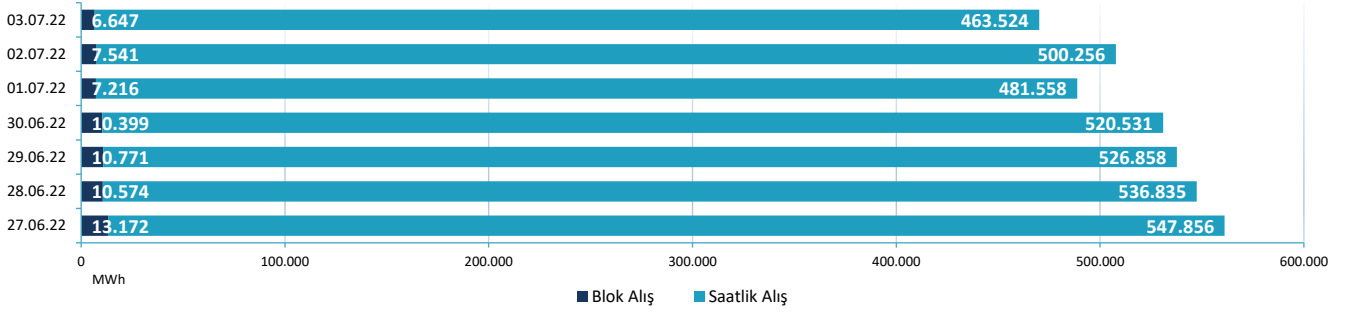 03.07.22 6.647 463.524
02.07.22 7.541 500.256
01.07.22 7.216 481.558
30.06.22 10.399 520.531
29.06.22 10.771 526.858
28.06.22 10.574 536.835
27.06.22 13.172 547.856
0 100.000 200.000 300.000 400.000 500.000 600.000
MWh
Blok Alış Saatlik Alış